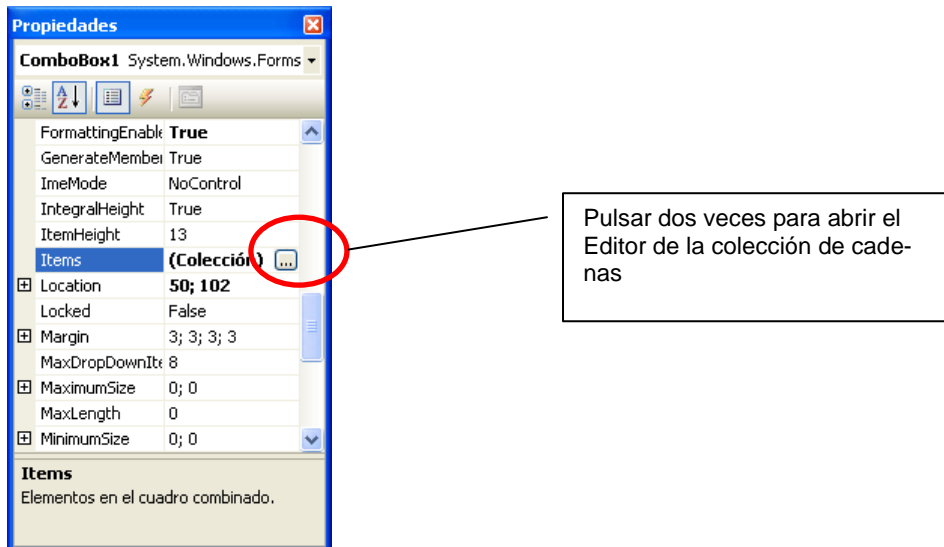 Propiedades
ComboBox1 System.Windows.Forms
FormattingEnable True
GenerateMember True
ImeMode NoControl
IntegralHeight True
ItemHeight 13
Items (Colección) ...
Location 50; 102
Locked False
Margin 3; 3; 3; 3
MaxDropDownIte 8
MaximumSize 0; 0
MaxLength 0
MinimumSize 0; 0
Items
Elementos en el cuadro combinado.
Pulsar dos veces para abrir el
Editor de la colección de cade-
nas